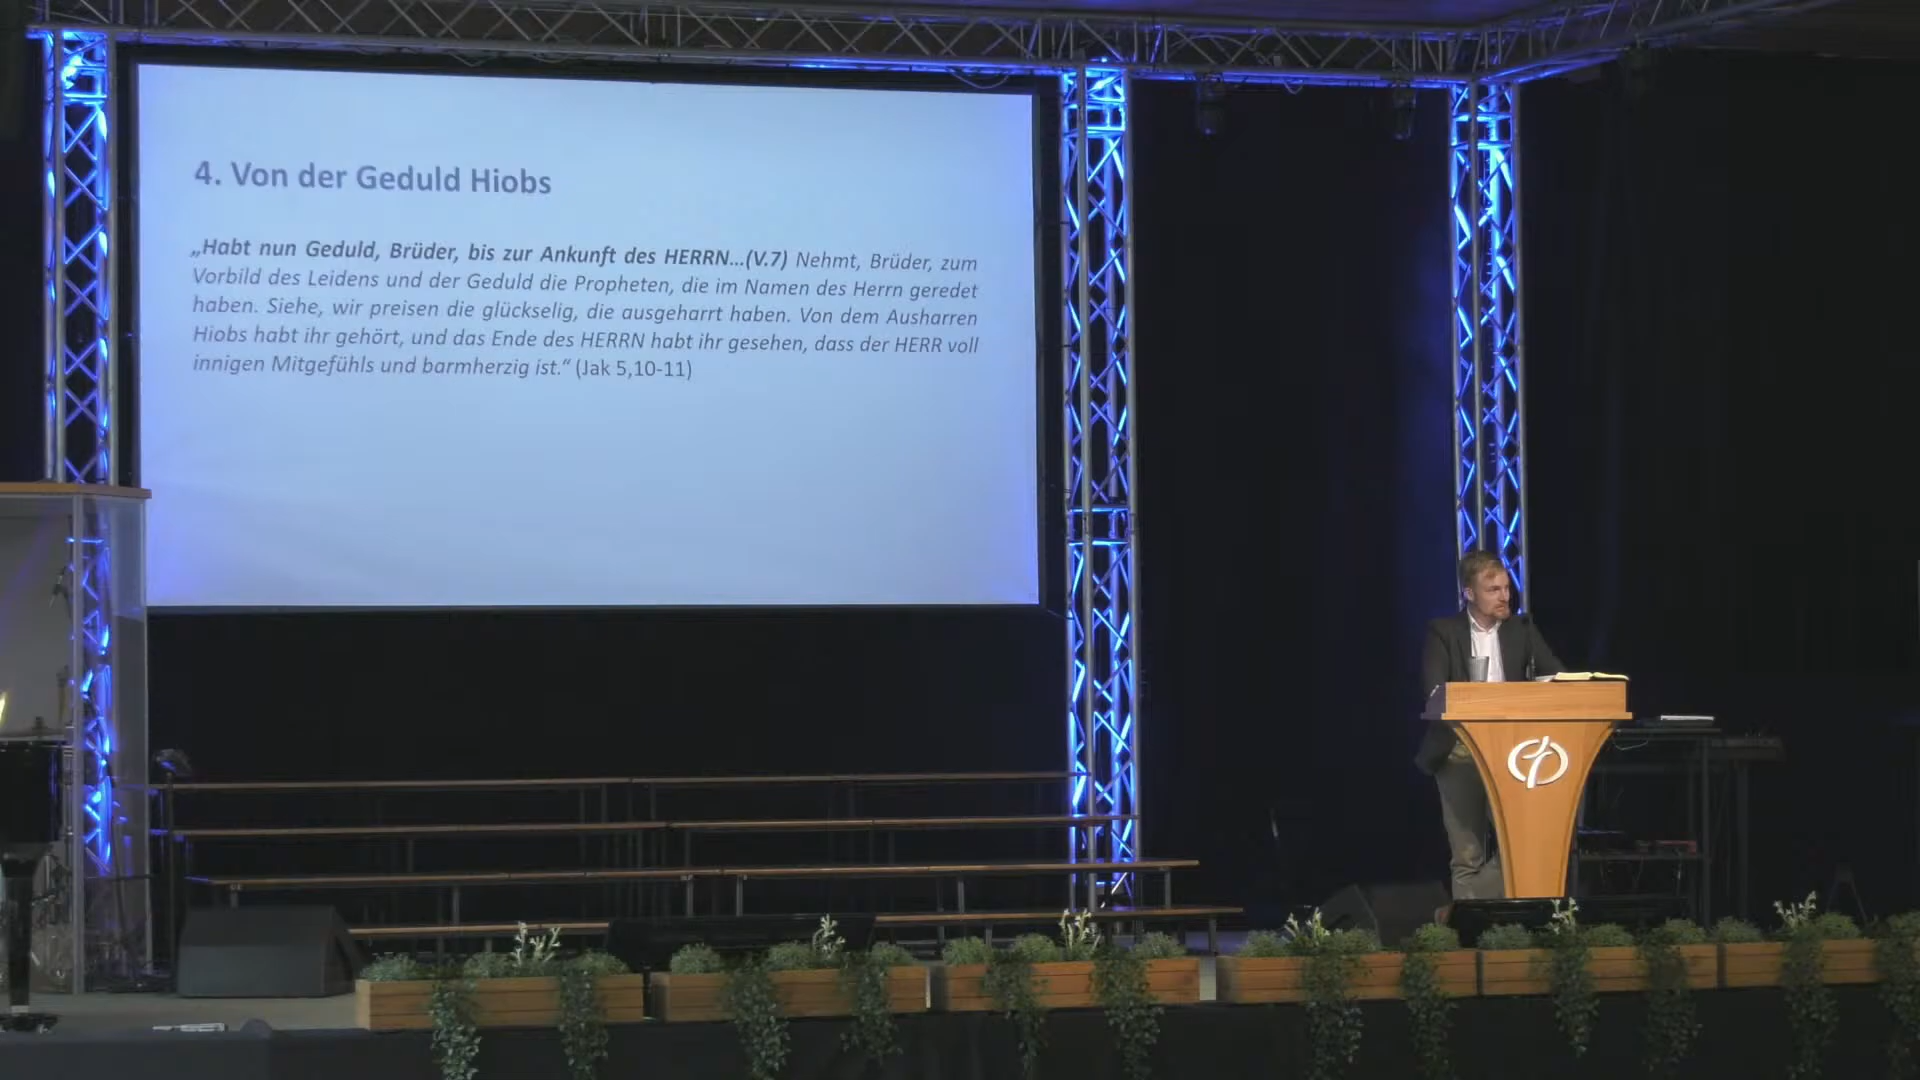 4. Von der Geduld Hiobs
„Habt nun Geduld, Brüder, bis zur Ankunft des HERRN...(V.7) Nehmt, Brüder, zum
Vorbild des Leidens und der Geduld die Propheten, die im Namen des Herrn geredet
haben. Siehe, wir preisen die glückselig, die ausgeharrt haben. Von dem Ausharren
Hiobs habt ihr gehört, und das Ende des HERRN habt ihr gesehen, dass der HERR voll
innigen Mitgefühls und barmherzig ist.“ (Jak 5,10-11)